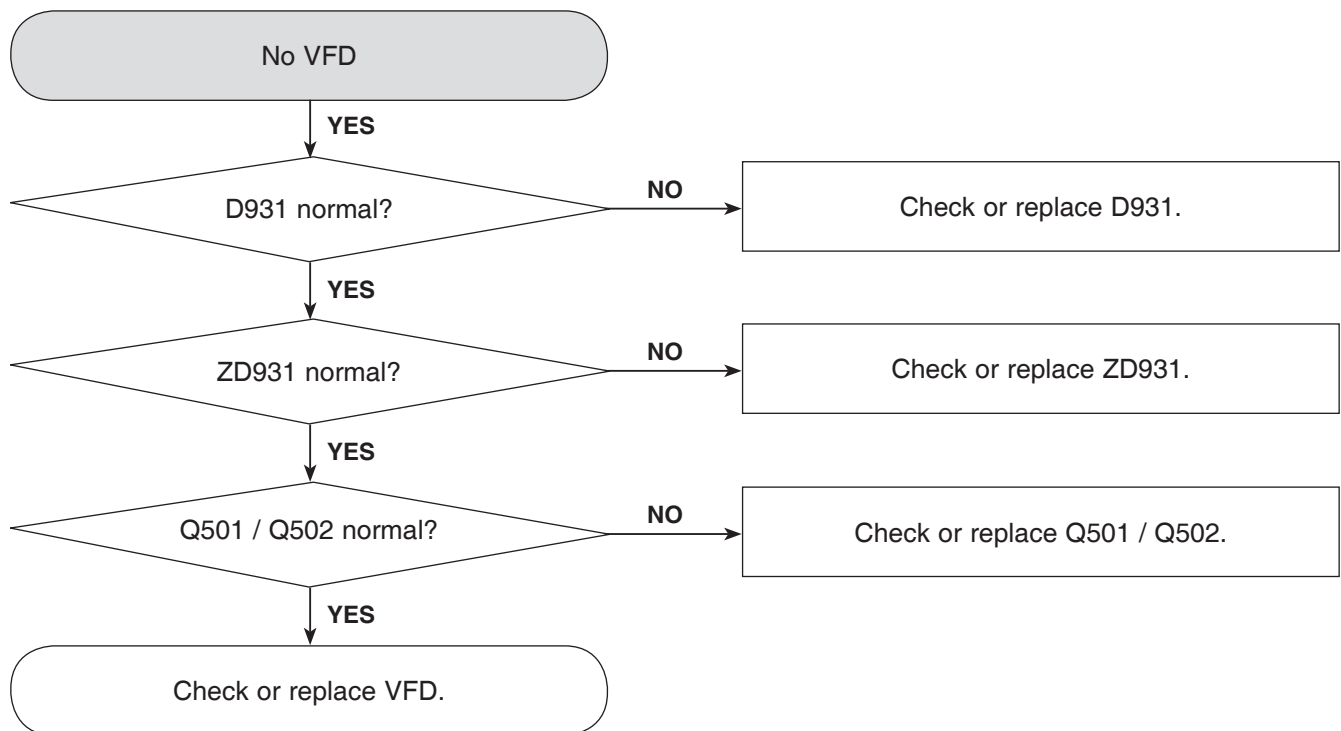 No VFD
YES
D931 normal?
NO
Check or replace D931.
YES
ZD931 normal?
NO
Check or replace ZD931.
YES
Q501 / Q502 normal?
NO
Check or replace Q501 / Q502.
YES
Check or replace VFD.